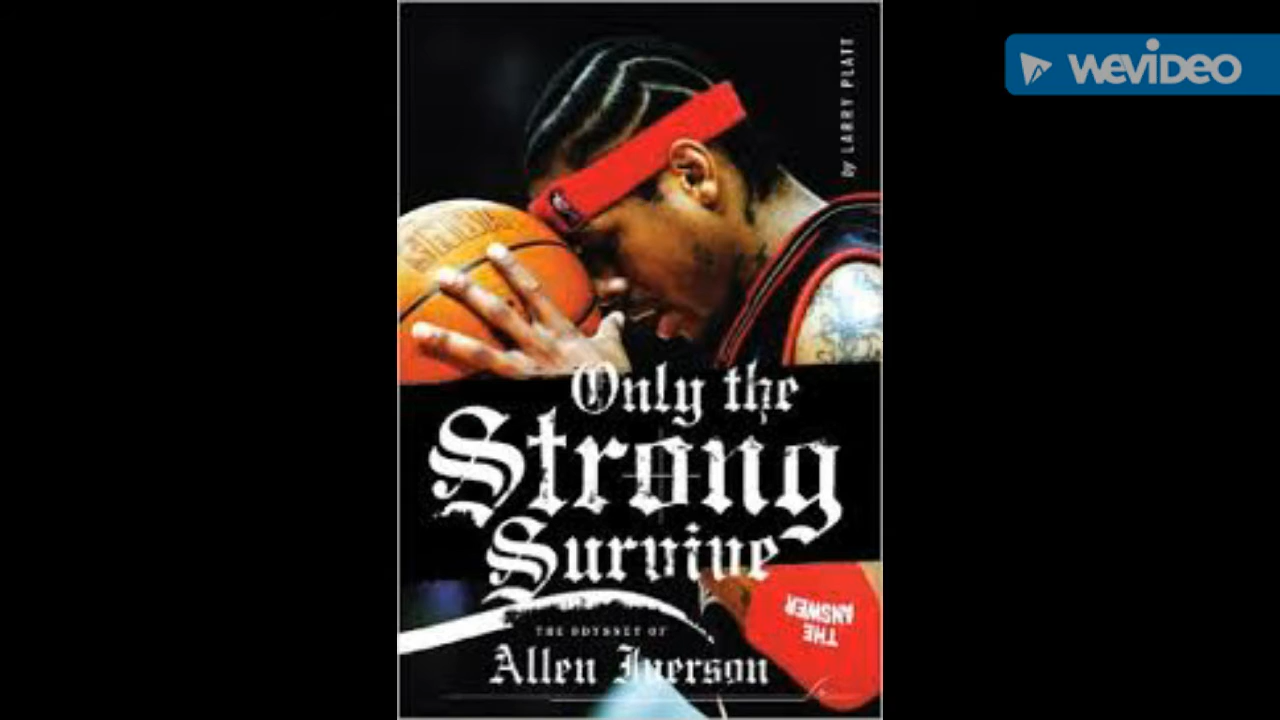 WEVIDEO
by LARRY PLATT
Only the
Strong
Survive
THE ODYSSEY OF
Allen Iverson
THE
ANSWER